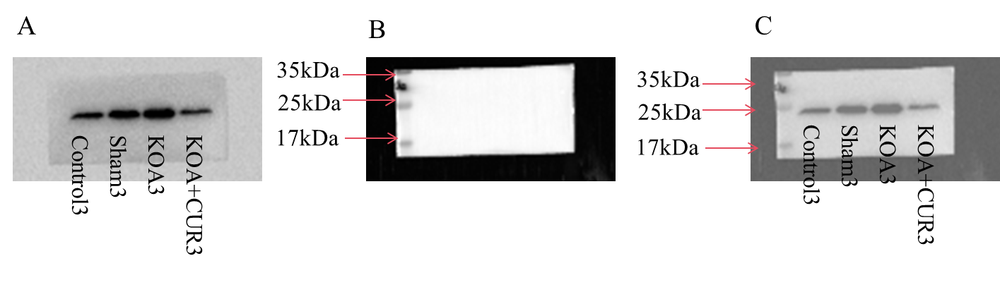 A
B
C
35kDa
25kDa
17kDa
35kDa
25kDa
17kDa
Control3
Sham3
KOA3
KOA+CUR3
Control3
Sham3
KOA3
KOA+CUR3